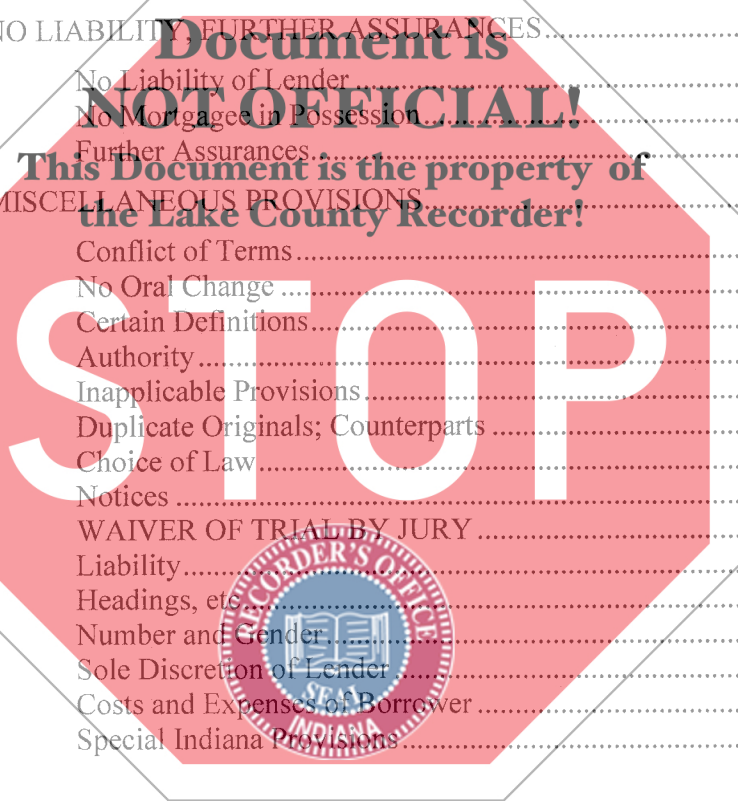 NO LIABILITY, FURTHER ASSURANCES
Document is
No Liability of Lender
NOT OFFICIAL!
No Mortgagee in Possession
Further Assurances
This Document is the property of
MISCELLANEOUS PROVISIONS
the Lake County Recorder!
Conflict of Terms
No Oral Change
Certain Definitions
Authority
Inapplicable Provisions
Duplicate Originals; Counterparts
Choice of Law
Notices
WAIVER OF TRIAL BY JURY
Liability
Headings, etc.
Number and Gender
Sole Discretion of Lender
Costs and Expenses of Borrower
Special Indiana Provisions
STOP
RECORDER'S OFFICE
SEAL
INDIANA